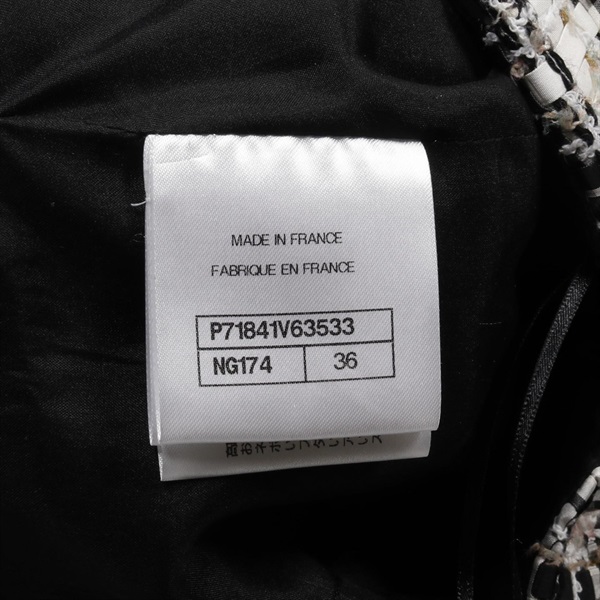 MADE IN FRANCE
FABRIQUE EN FRANCE
P71841V63533
NG174 36